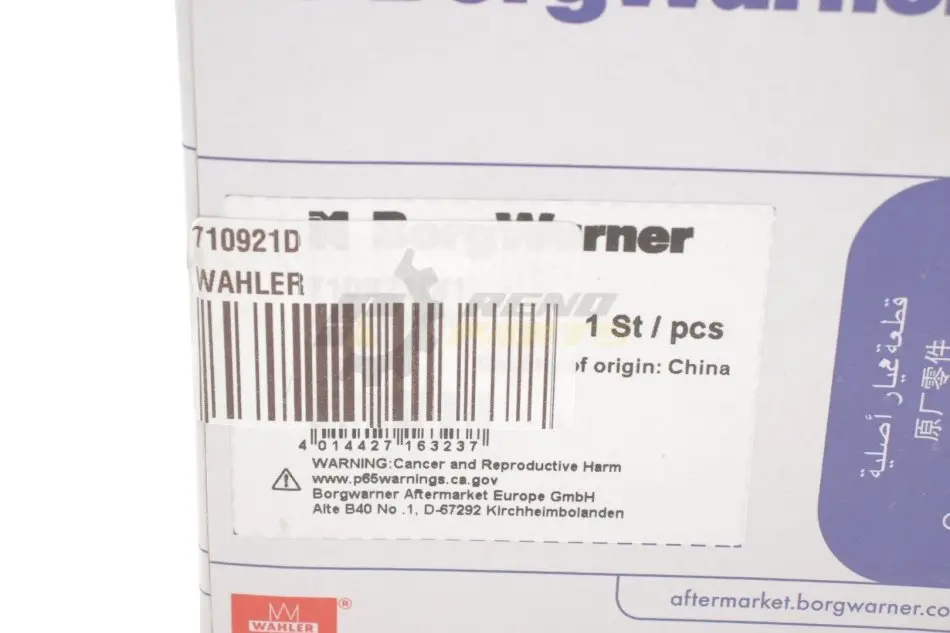 BorgWarner
BorgWarner
710921D
WAHLER
1 St / pcs
of origin: China
4 014427 163237
WARNING:Cancer and Reproductive Harm
www.p65warnings.ca.gov
Borgwarner Aftermarket Europe GmbH
Alte B40 No .1, D-67292 Kirchheimbolanden
قطعة غيار أصلية
原厂零件
aftermarket.borgwarner.co
WAHLER
®